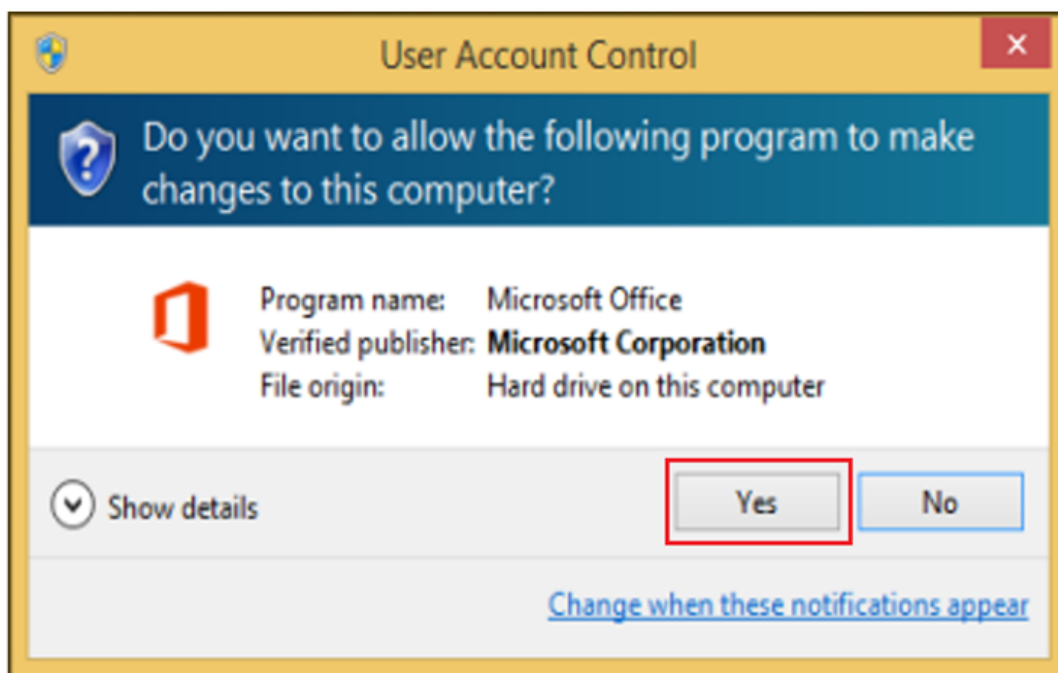 User Account Control
Do you want to allow the following program to make
changes to this computer?
Program name: Microsoft Office
Verified publisher: Microsoft Corporation
File origin: Hard drive on this computer
Show details
Yes
No
Change when these notifications appear